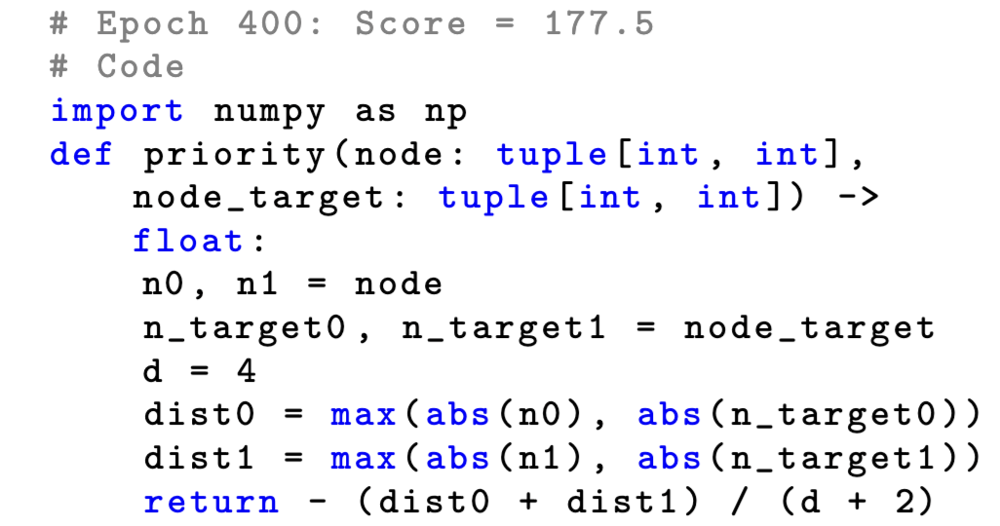 # Epoch 400: Score = 177.5
# Code
import numpy as np
def priority(node: tuple[int, int],
    node_target: tuple[int, int]) ->
    float:
    n0, n1 = node
    n_target0, n_target1 = node_target
    d = 4
    dist0 = max(abs(n0), abs(n_target0))
    dist1 = max(abs(n1), abs(n_target1))
    return - (dist0 + dist1) / (d + 2)